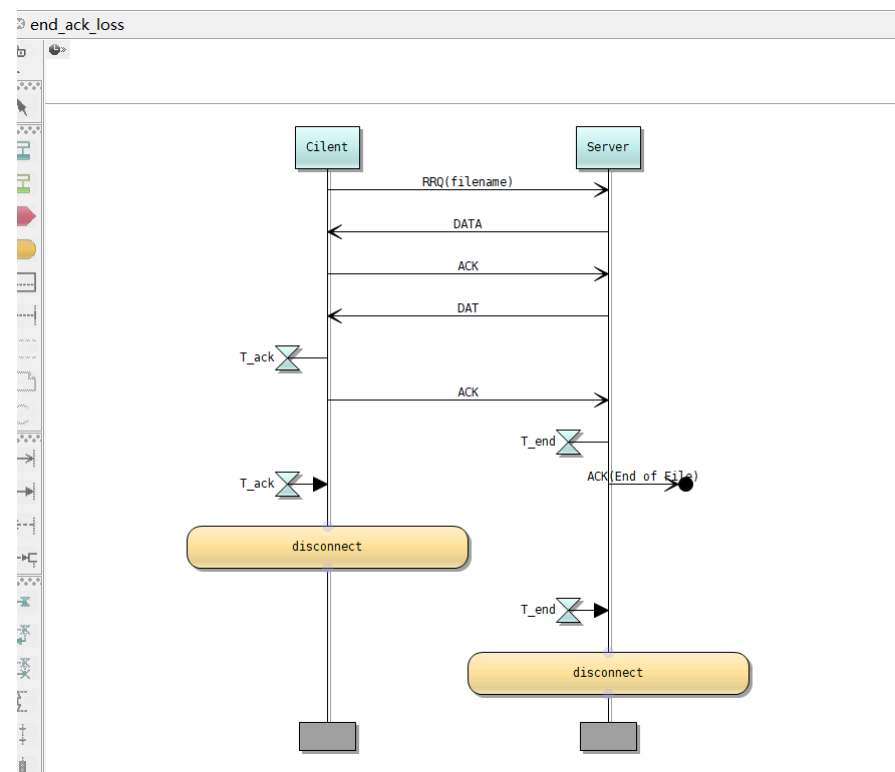 end_ack_loss
Cilent
Server
RRQ(filename)
DATA
ACK
DAT
T_ack
ACK
T_end
T_ack
ACK(End of File)
disconnect
T_end
disconnect